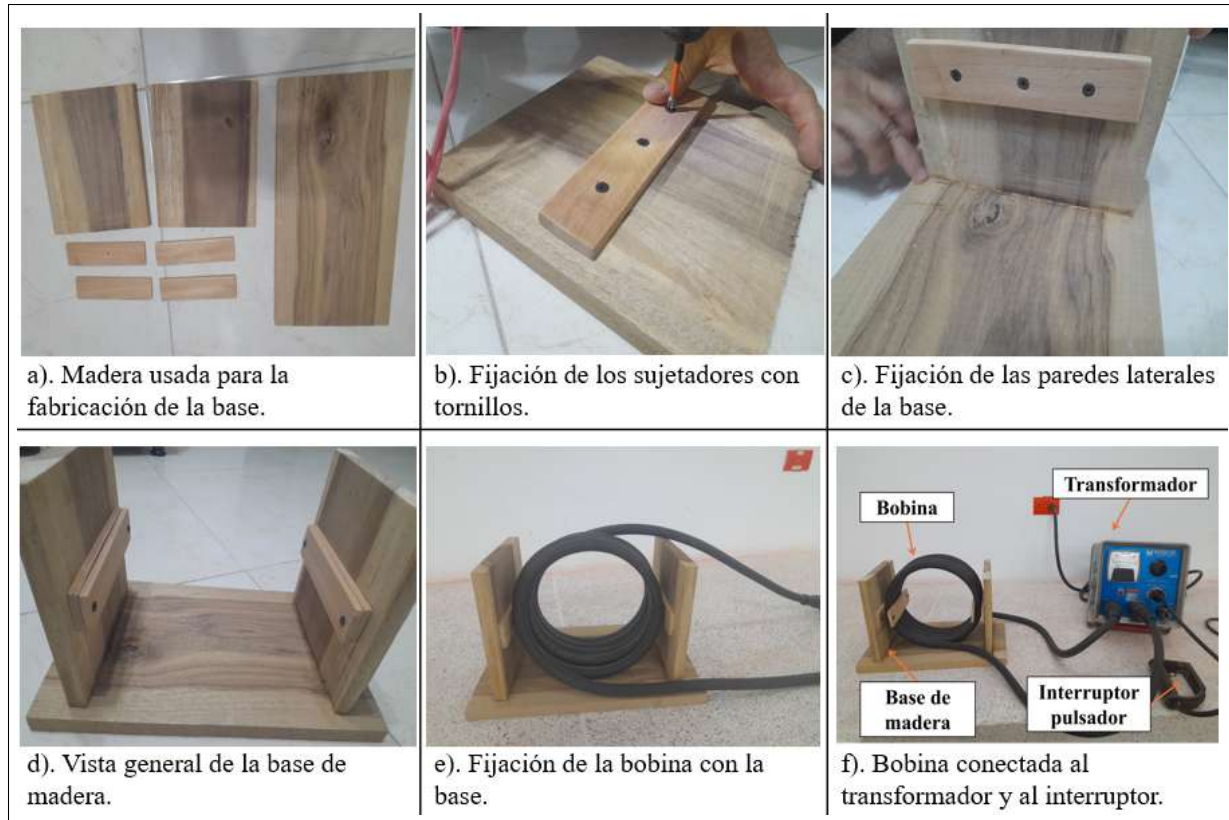 a). Madera usada para la
fabricación de la base.
b). Fijación de los sujetadores con
tornillos.
c). Fijación de las paredes laterales
de la base.
d). Vista general de la base de
madera.
e). Fijación de la bobina con la
base.
Bobina
Transformador
Base de
madera
Interruptor
pulsador
f). Bobina conectada al
transformador y al interruptor.